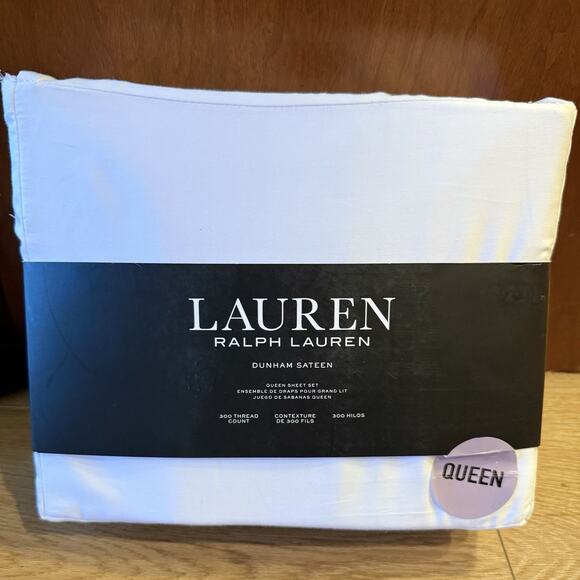 LAUREN
RALPH LAUREN
DUNHAM SATEEN
QUEEN SHEET SET
ENSEMBLE DE DRAPS POUR GRAND LIT
JUEGO DE SABANAS QUEEN
300 THREAD
COUNT
CONTEXTURE
DE 300 FILS
300 HILOS
QUEEN